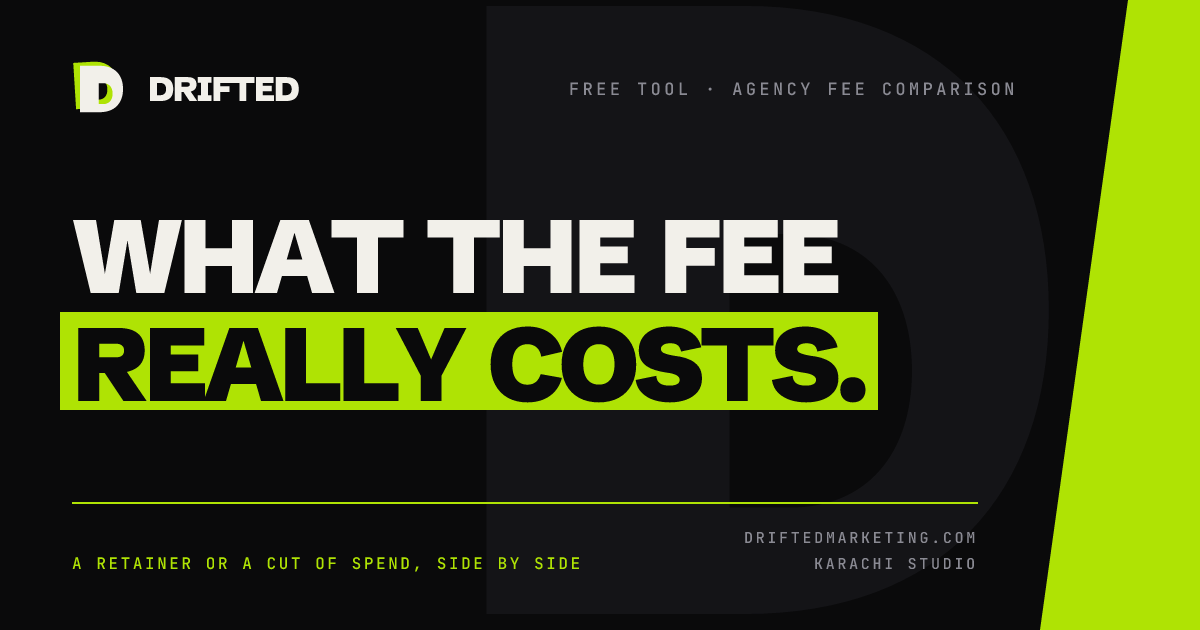 D DRIFTED
FREE TOOL · AGENCY FEE COMPARISON
WHAT THE FEE
REALLY COSTS.
A RETAINER OR A CUT OF SPEND, SIDE BY SIDE
DRIFTEDMARKETING.COM
KARACHI STUDIO